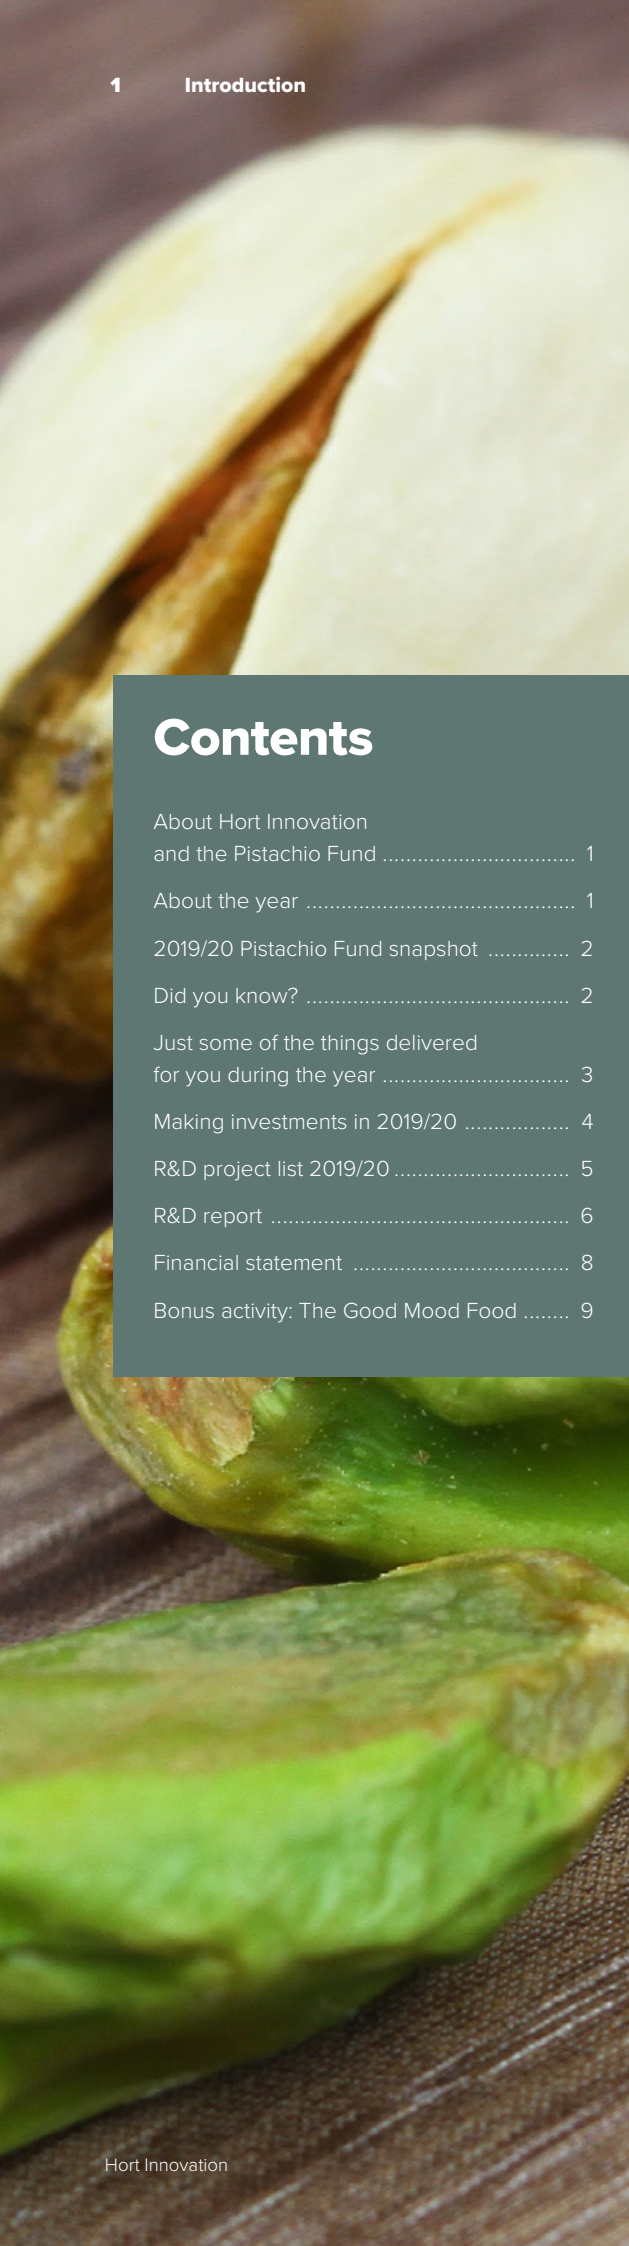 1 Introduction
Contents
About Hort Innovation
and the Pistachio Fund ................................. 1
About the year .............................................. 1
2019/20 Pistachio Fund snapshot .............. 2
Did you know? ............................................. 2
Just some of the things delivered
for you during the year ................................ 3
Making investments in 2019/20 .................. 4
R&D project list 2019/20 .............................. 5
R&D report ................................................... 6
Financial statement ..................................... 8
Bonus activity: The Good Mood Food ........ 9
Hort Innovation